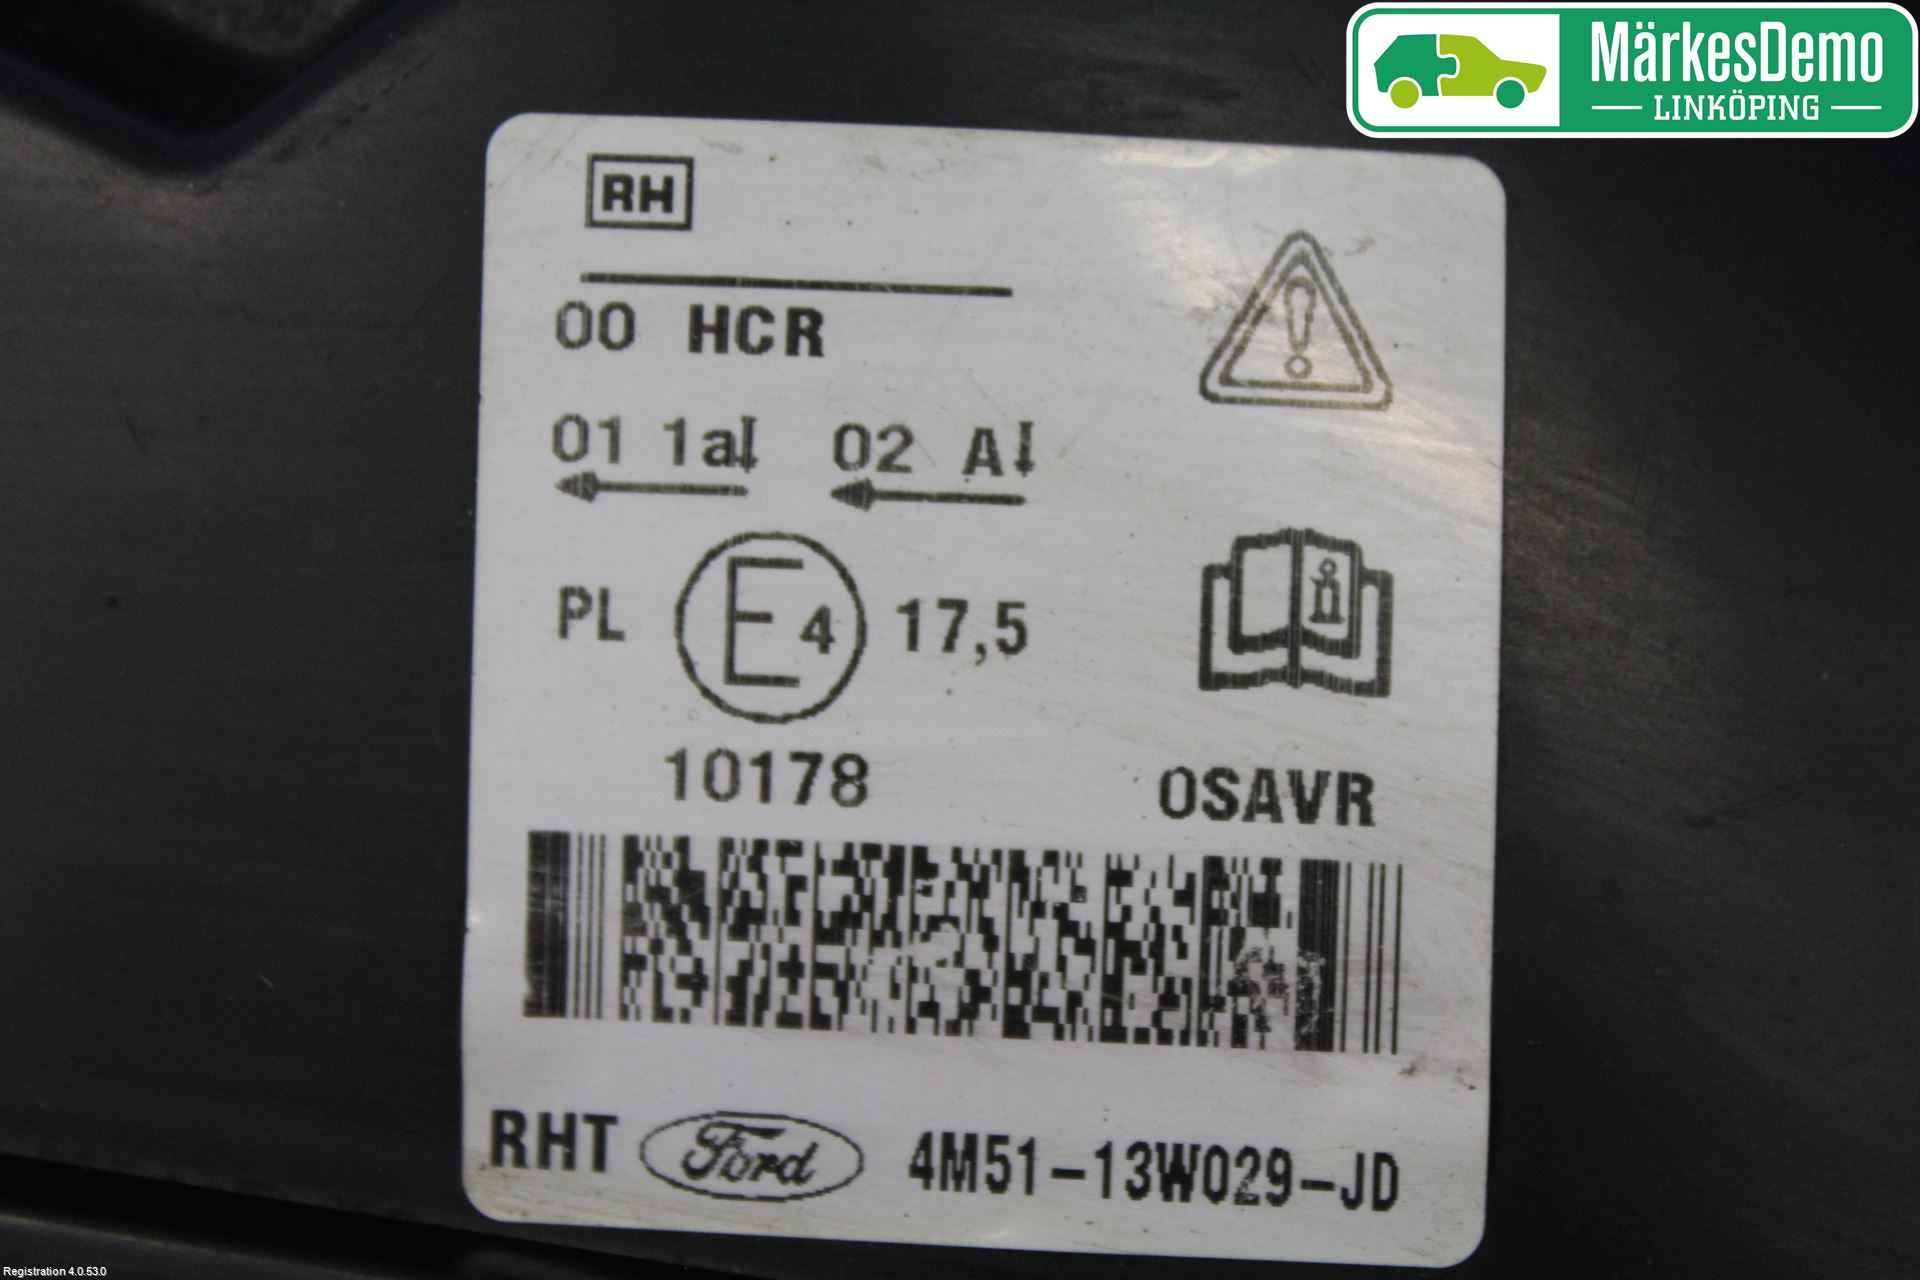 MärkesDemo
LINKÖPING
RH
00 HCR
01 1a 02 A
PL E4 17,5
10178 OSAVR
RHT Ford 4M51-13W029-JD
Registration 4.0.53.0